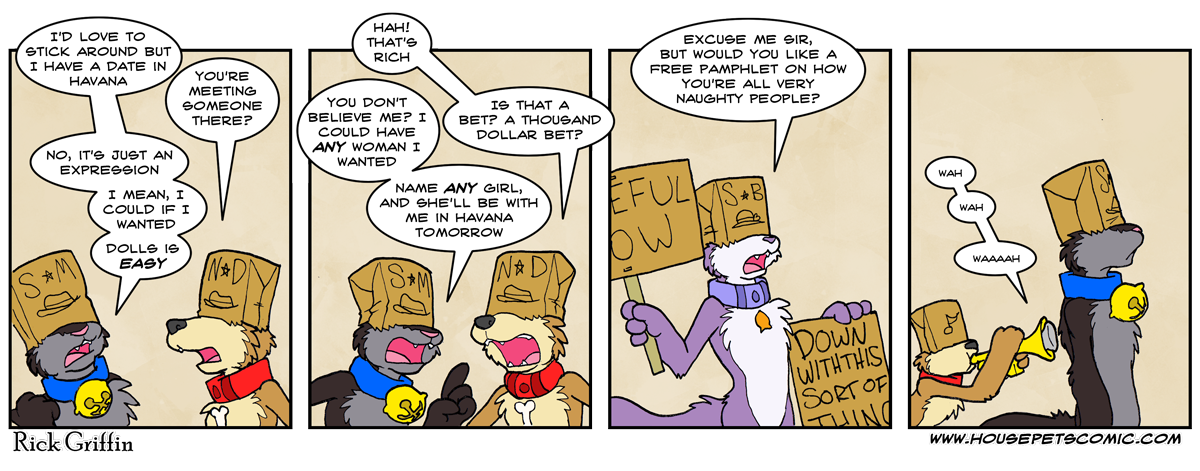 I'D LOVE TO
STICK AROUND BUT
I HAVE A DATE IN
HAVANA
YOU'RE
MEETING
SOMEONE
THERE?
NO, IT'S JUST AN
EXPRESSION
I MEAN, I
COULD IF I
WANTED
DOLLS IS
EASY
S★M
N★D
HAH!
THAT'S
RICH
IS THAT A
BET? A THOUSAND
DOLLAR BET?
YOU DON'T
BELIEVE ME? I
COULD HAVE
ANY WOMAN I
WANTED
NAME ANY GIRL,
AND SHE'LL BE WITH
ME IN HAVANA
TOMORROW
S★M
N★D
EXCUSE ME SIR,
BUT WOULD YOU LIKE A
FREE PAMPHLET ON HOW
YOU'RE ALL VERY
NAUGHTY PEOPLE?
EFUL
OW
S★B
DOWN
WITH THIS
SORT OF
THING
WAH
WAH
WAAAAH
Rick Griffin
WWW.HOUSEPETSCOMIC.COM